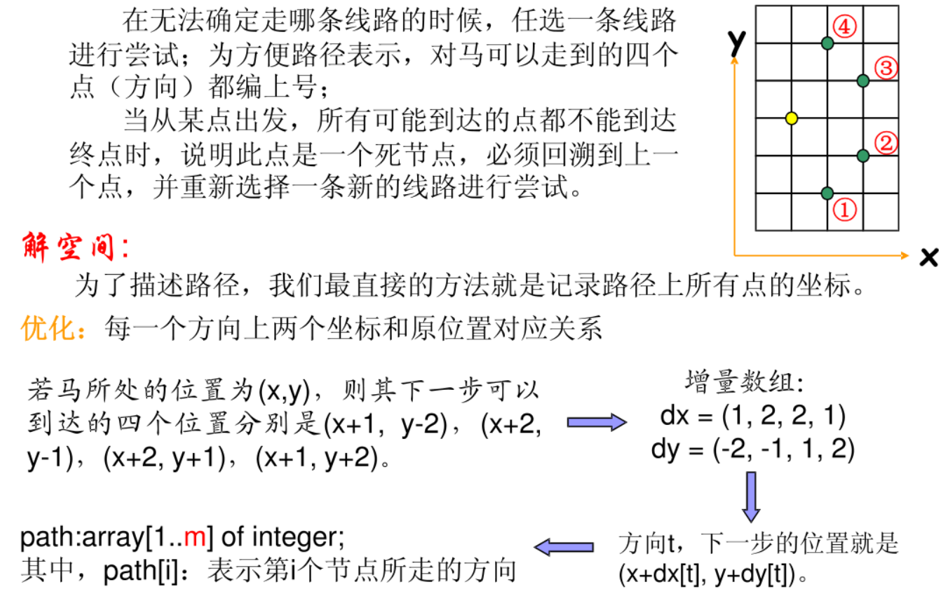 在无法确定走哪条线路的时候，任选一条线路
进行尝试；为方便路径表示，对马可以走到的四个
点（方向）都编上号；
当从某点出发，所有可能到达的点都不能到达
终点时，说明此点是一个死节点，必须回溯到上一
个点，并重新选择一条新的线路进行尝试。
y
④
③
②
①
x
解空间：
为了描述路径，我们最直接的方法就是记录路径上所有点的坐标。
优化：每一个方向上两个坐标和原位置对应关系
若马所处的位置为(x,y)，则其下一步可以
到达的四个位置分别是(x+1, y-2)，(x+2,
y-1)，(x+2, y+1)，(x+1, y+2)。
增量数组:
dx = (1, 2, 2, 1)
dy = (-2, -1, 1, 2)
方向t，下一步的位置就是
(x+dx[t], y+dy[t])。
path:array[1..m] of integer;
其中，path[i]：表示第i个节点所走的方向